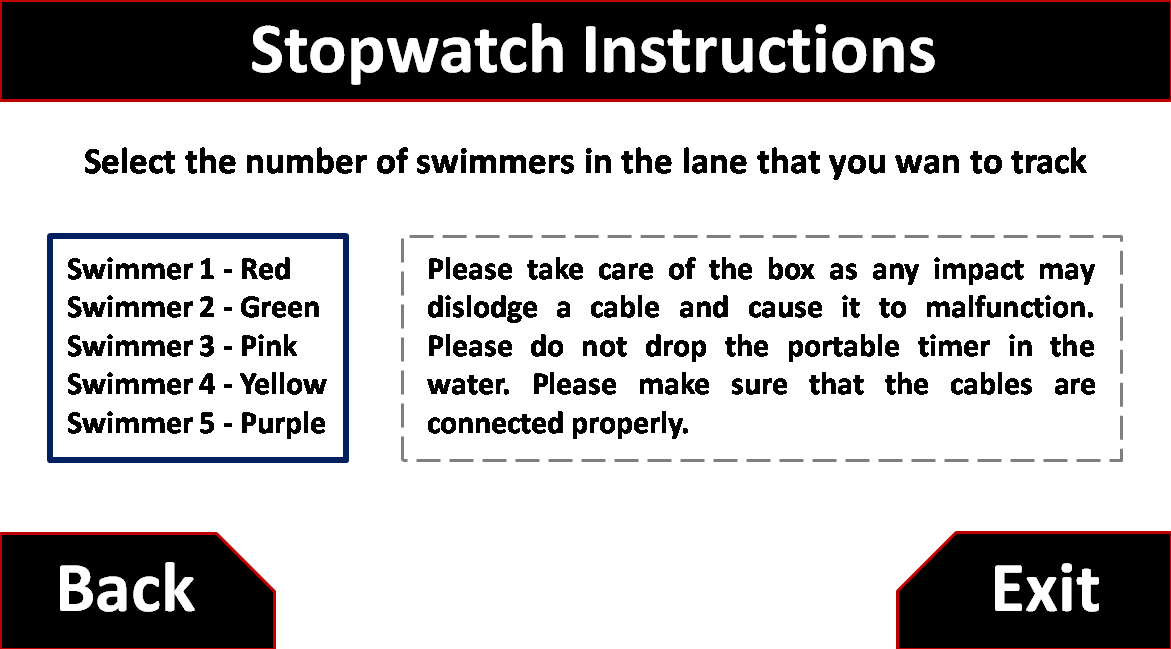 Stopwatch Instructions
Select the number of swimmers in the lane that you wan to track
Swimmer 1 - Red
Swimmer 2 - Green
Swimmer 3 - Pink
Swimmer 4 - Yellow
Swimmer 5 - Purple
Please take care of the box as any impact may
dislodge a cable and cause it to malfunction.
Please do not drop the portable timer in the
water. Please make sure that the cables are
connected properly.
Back
Exit